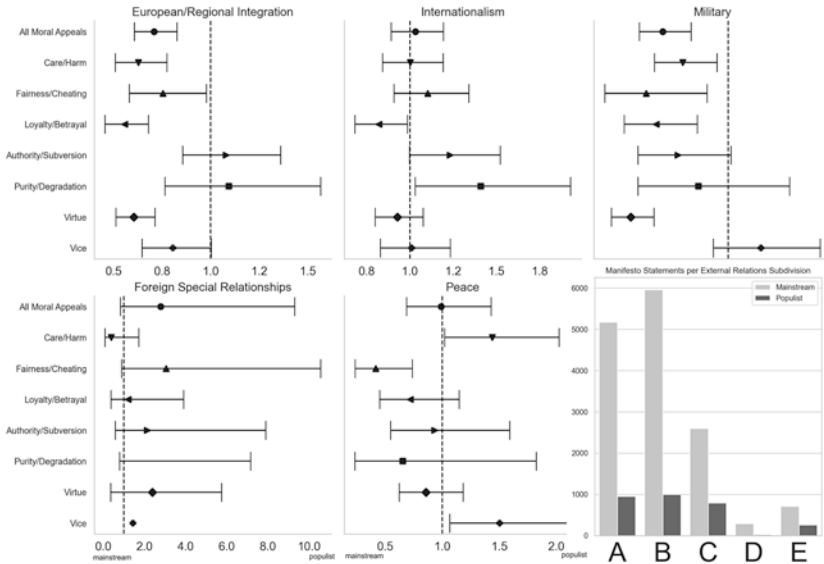 European/Regional Integration
Internationalism
Military
All Moral Appeals
Care/Harm
Fairness/Cheating
Loyalty/Betrayal
Authority/Subversion
Purity/Degradation
Virtue
Vice
0.5 0.8 1.0 1.2 1.5
0.8 1.0 1.2 1.5 1.8
Foreign Special Relationships
Peace
Manifesto Statements per External Relations Subdivision
All Moral Appeals
Care/Harm
Fairness/Cheating
Loyalty/Betrayal
Authority/Subversion
Purity/Degradation
Virtue
Vice
0.0 2.0 4.0 6.0 8.0 10.0
mainstream populist
0.5 1.0 1.5 2.0
mainstream populist
Mainstream
Populist
6000
5000
4000
3000
2000
1000
0
A B C D E